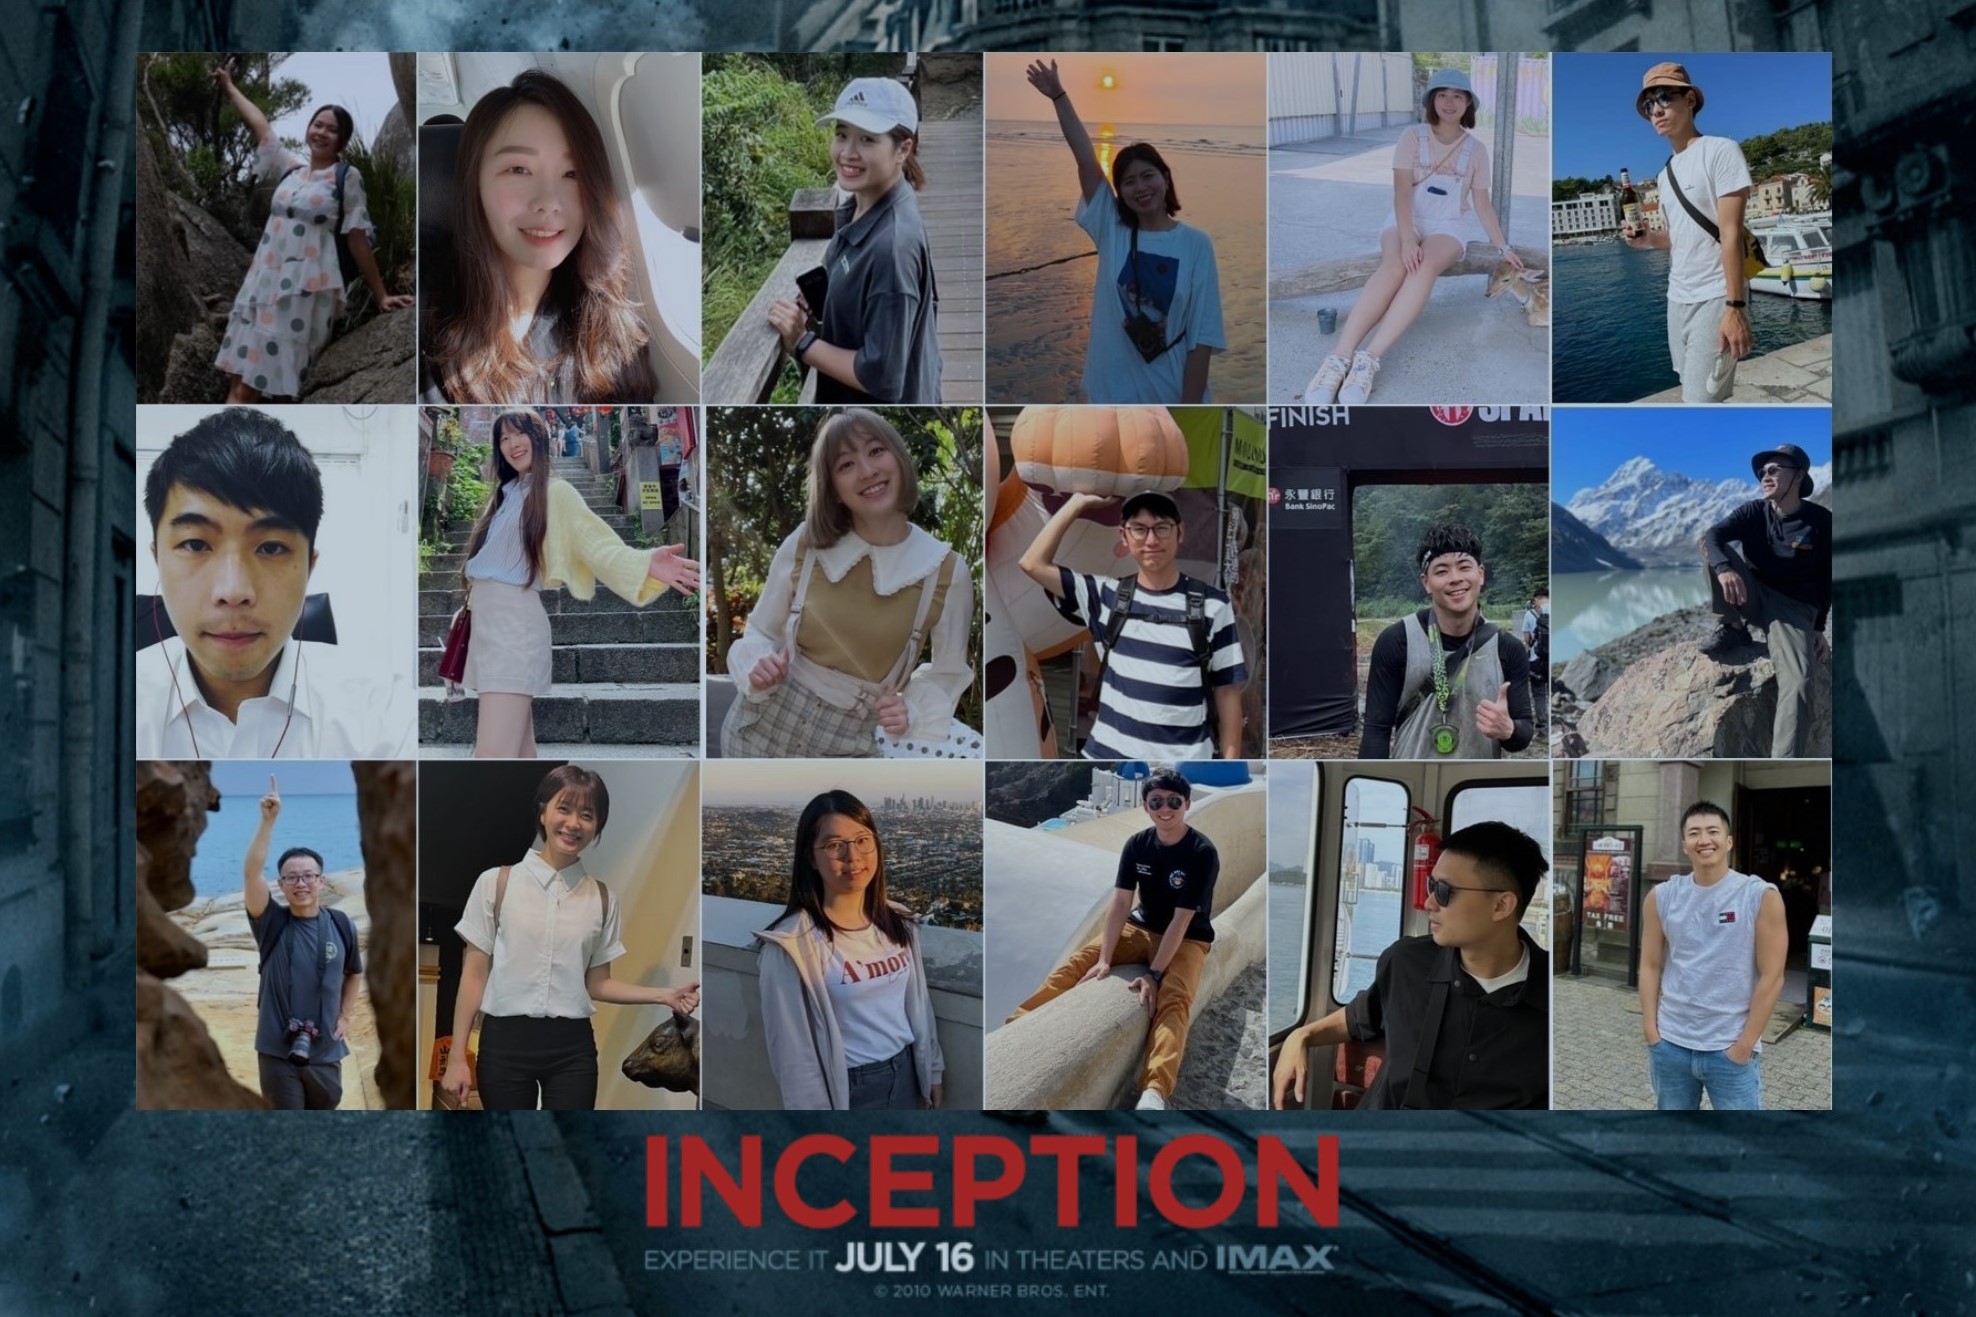 FINISH
永豐銀行
Bank SinoPac
A'mor
TAX FREE
INCEPTION
EXPERIENCE IT JULY 16 IN THEATERS AND IMAX
© 2010 WARNER BROS. ENT.